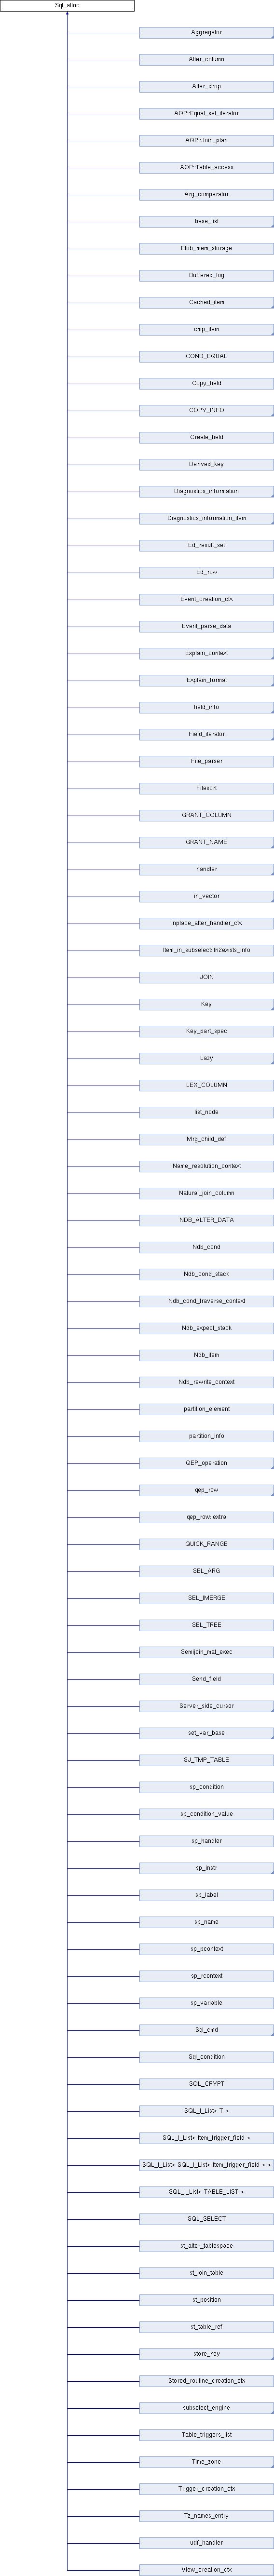 Sql_alloc
Aggregator
Alter_column
Alter_drop
AQP::Equal_set_iterator
AQP::Join_plan
AQP::Table_access
Arg_comparator
base_list
Blob_mem_storage
Buffered_log
Cached_item
cmp_item
COND_EQUAL
Copy_field
COPY_INFO
Create_field
Derived_key
Diagnostics_information
Diagnostics_information_item
Ed_result_set
Ed_row
Event_creation_ctx
Event_parse_data
Explain_context
Explain_format
field_info
Field_iterator
File_parser
Filesort
GRANT_COLUMN
GRANT_NAME
handler
in_vector
inplace_alter_handler_ctx
Item_in_subselect::In2exists_info
JOIN
Key
Key_part_spec
Lazy
LEX_COLUMN
list_node
Mrg_child_def
Name_resolution_context
Natural_join_column
NDB_ALTER_DATA
Ndb_cond
Ndb_cond_stack
Ndb_cond_traverse_context
Ndb_expect_stack
Ndb_item
Ndb_rewrite_context
partition_element
partition_info
QEP_operation
qep_row
qep_row::extra
QUICK_RANGE
SEL_ARG
SEL_IMERGE
SEL_TREE
Semijoin_mat_exec
Send_field
Server_side_cursor
set_var_base
SJ_TMP_TABLE
sp_condition
sp_condition_value
sp_handler
sp_instr
sp_label
sp_name
sp_pcontext
sp_rcontext
sp_variable
Sql_cmd
Sql_condition
SQL_CRYPT
SQL_I_List< T >
SQL_I_List< Item_trigger_field >
SQL_I_List< SQL_I_List< Item_trigger_field > >
SQL_I_List< TABLE_LIST >
SQL_SELECT
st_alter_tablespace
st_join_table
st_position
st_table_ref
store_key
Stored_routine_creation_ctx
subselect_engine
Table_triggers_list
Time_zone
Trigger_creation_ctx
Tz_names_entry
udf_handler
View_creation_ctx